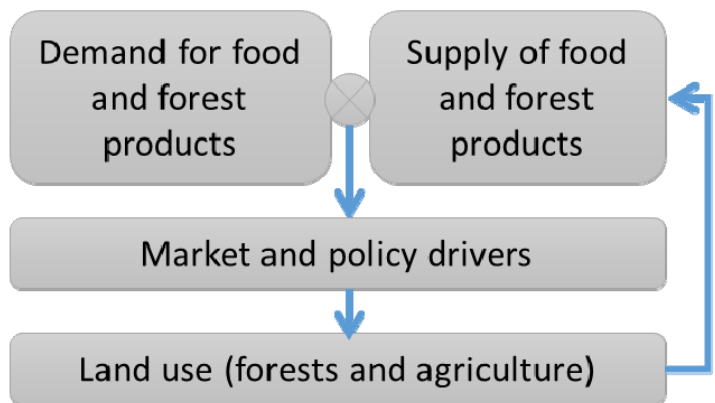 Demand for food
and forest
products
Supply of food
and forest
products
Market and policy drivers
Land use (forests and agriculture)